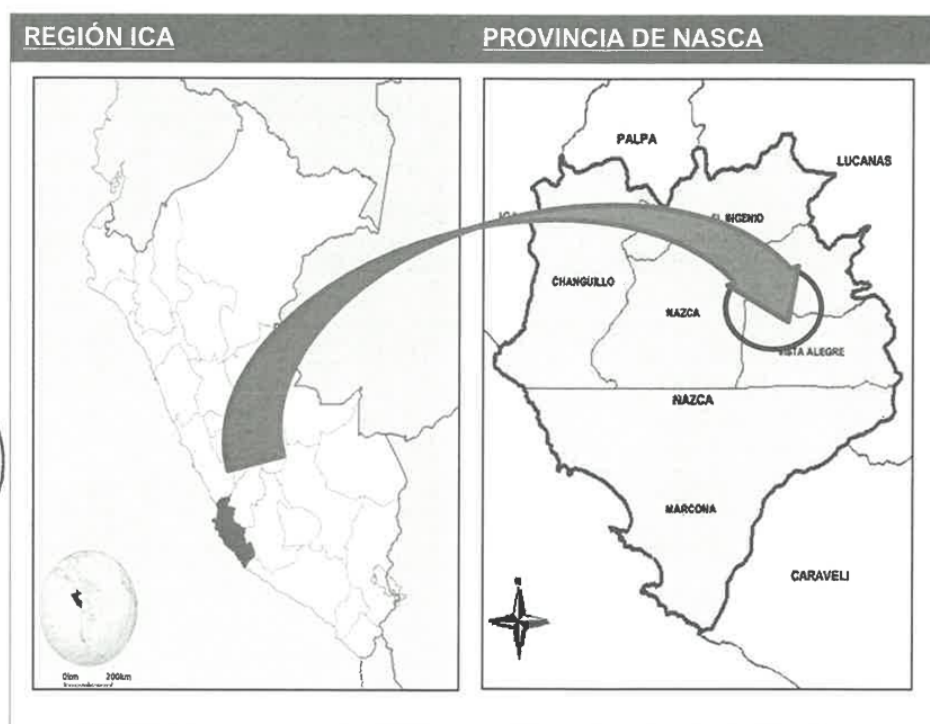 REGIÓN ICA
PROVINCIA DE NASCA
PALPA
LUCANAS
EL INGENIO
CHANGUILLO
NAZCA
VISTA ALEGRE
NAZCA
MARCONA
CARAVELI
0km 200km